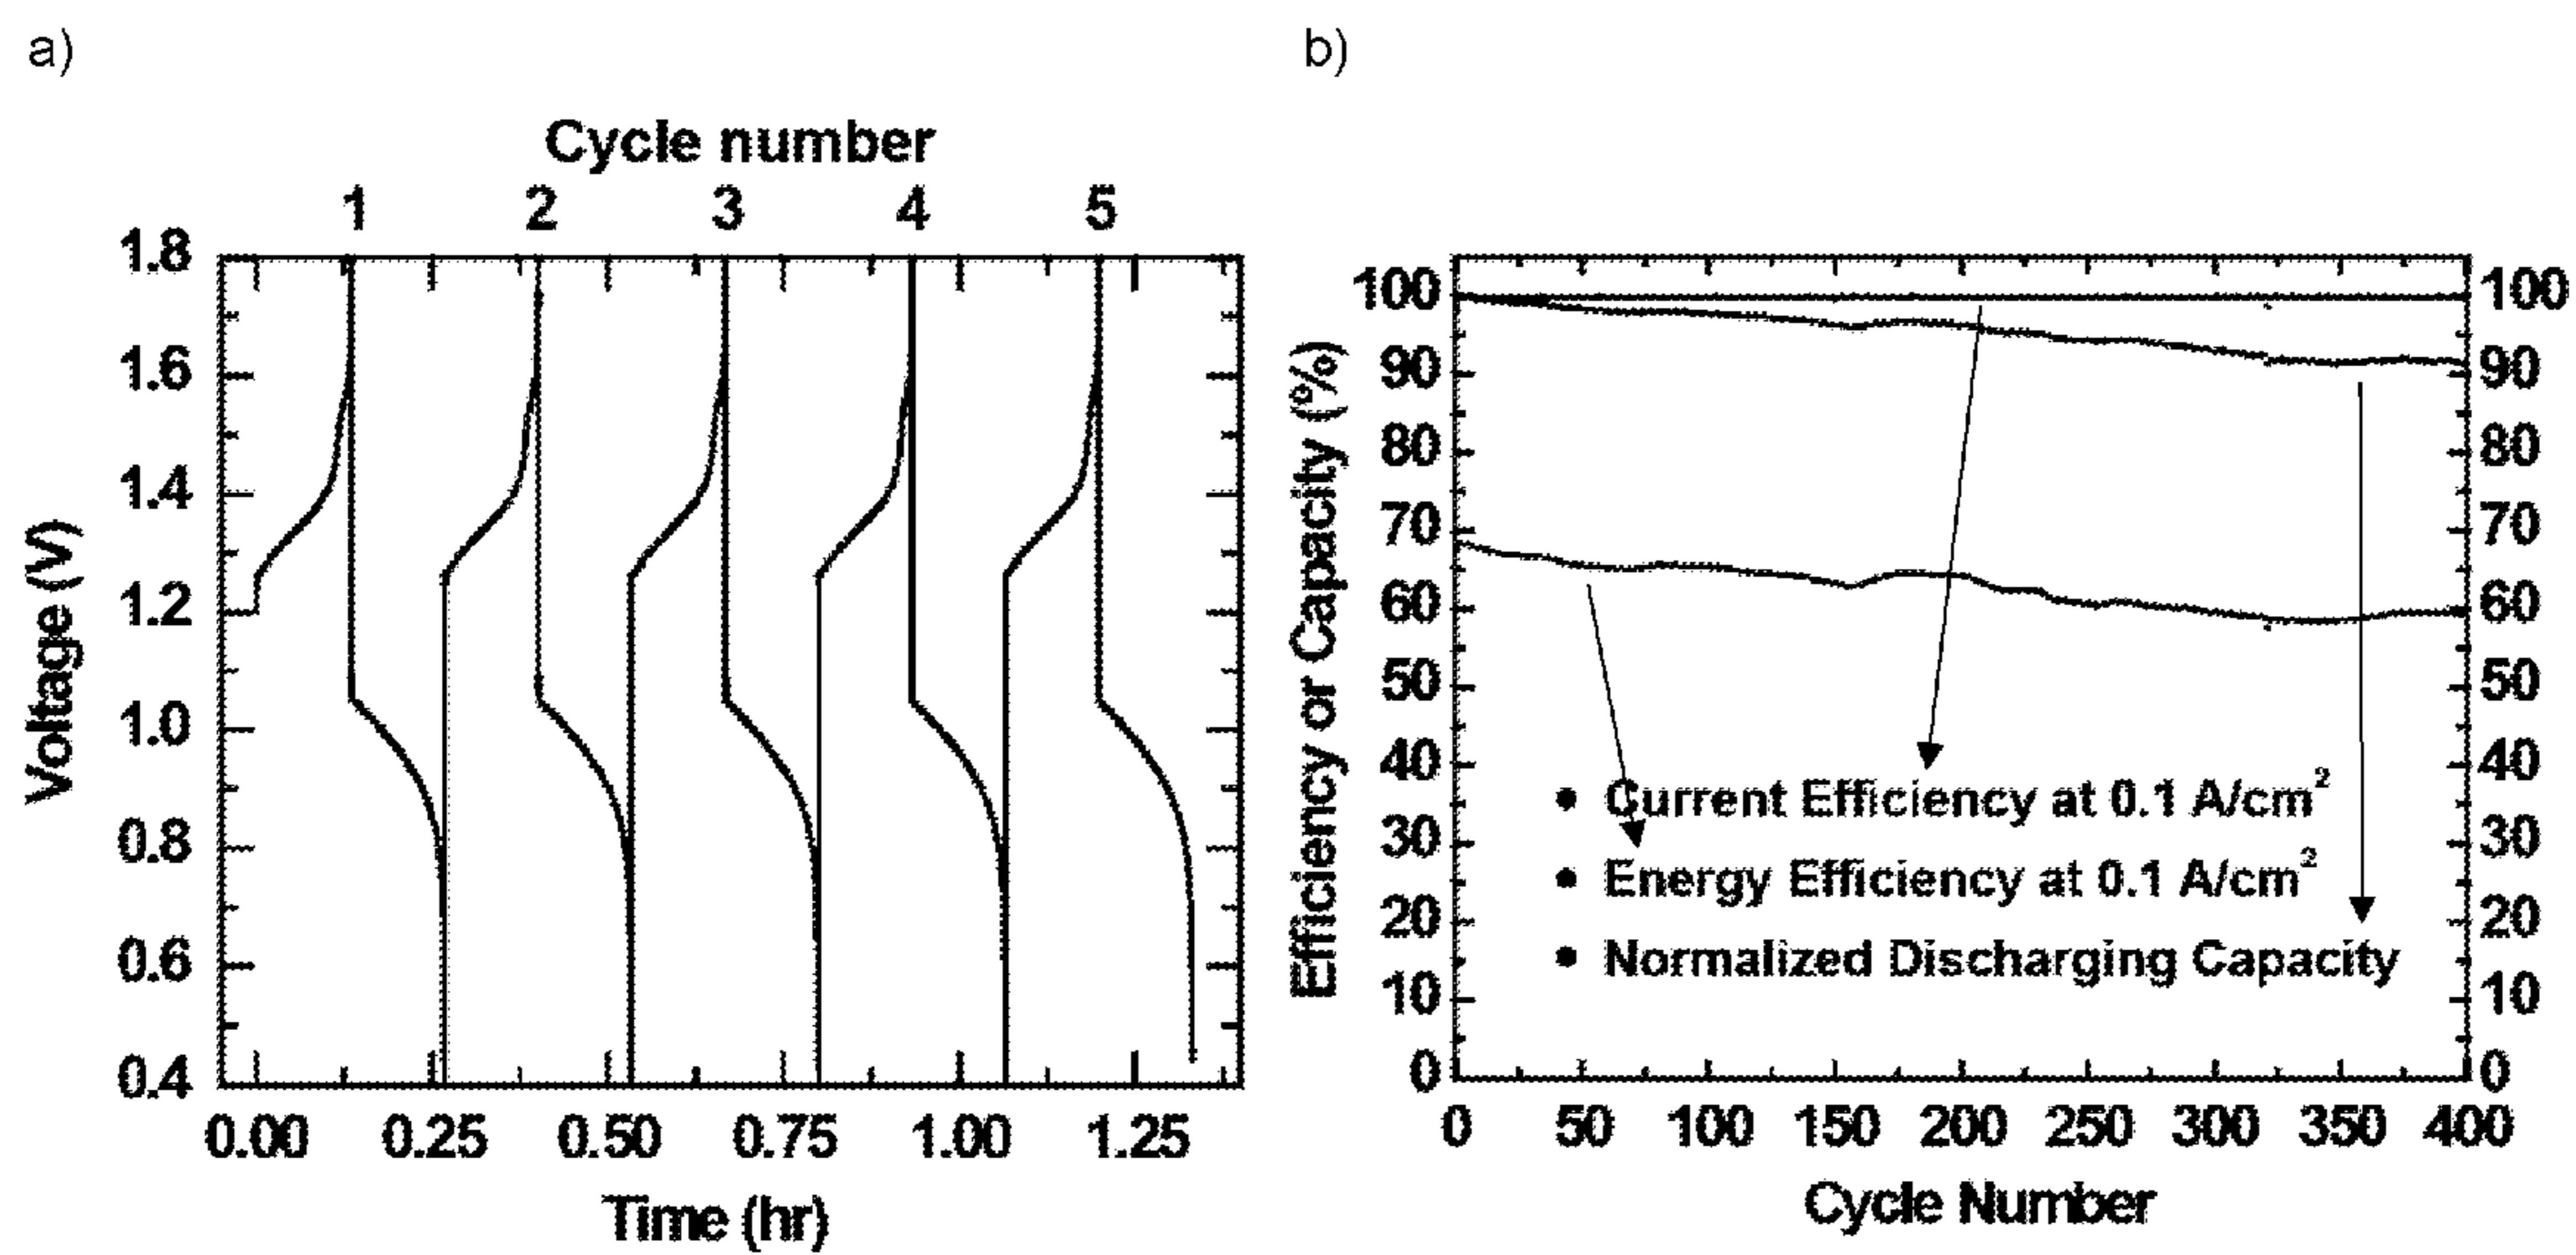 a)
Cycle number
1 2 3 4 5
1.8
1.6
1.4
1.2
1.0
0.8
0.6
0.4
Voltage (V)
0.00 0.25 0.50 0.75 1.00 1.25
Time (hr)
b)
Efficiency or Capacity (%)
100 100
90 90
80 80
70 70
60 60
50 50
40 40
• Current Efficiency at 0.1 A/cm²
30 30
• Energy Efficiency at 0.1 A/cm²
20 20
• Normalized Discharging Capacity
10 10
0 0
0 50 100 150 200 250 300 350 400
Cycle Number